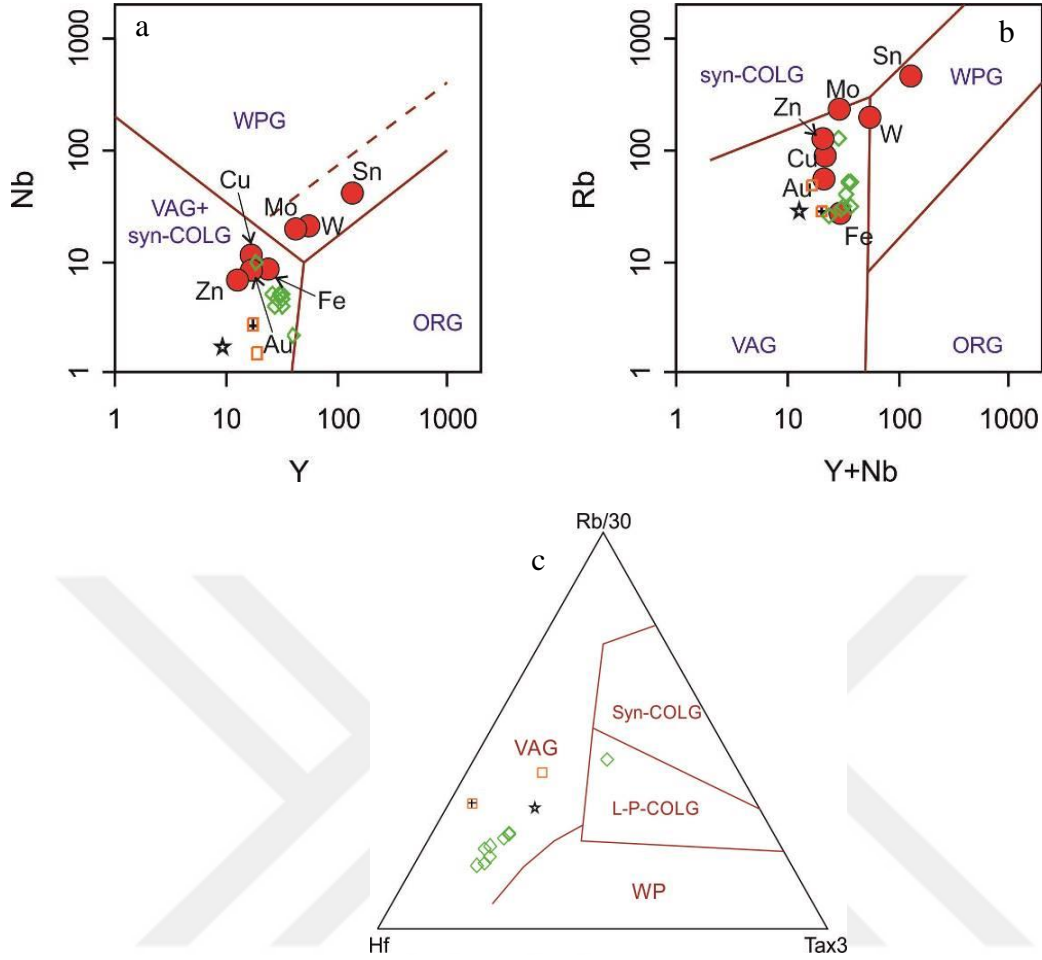 a
1000
100
10
1
Nb
WPG
Cu
VAG+
syn-COLG
Mo
Sn
W
Zn
Fe
Au
ORG
1
10
100
1000
Y
b
1000
100
10
1
Rb
syn-COLG
Mo
Sn
WPG
Zn
W
Cu
Au
Fe
VAG
ORG
1
10
100
1000
Y+Nb
Rb/30
c
Syn-COLG
VAG
L-P-COLG
WP
Hf
Tax3